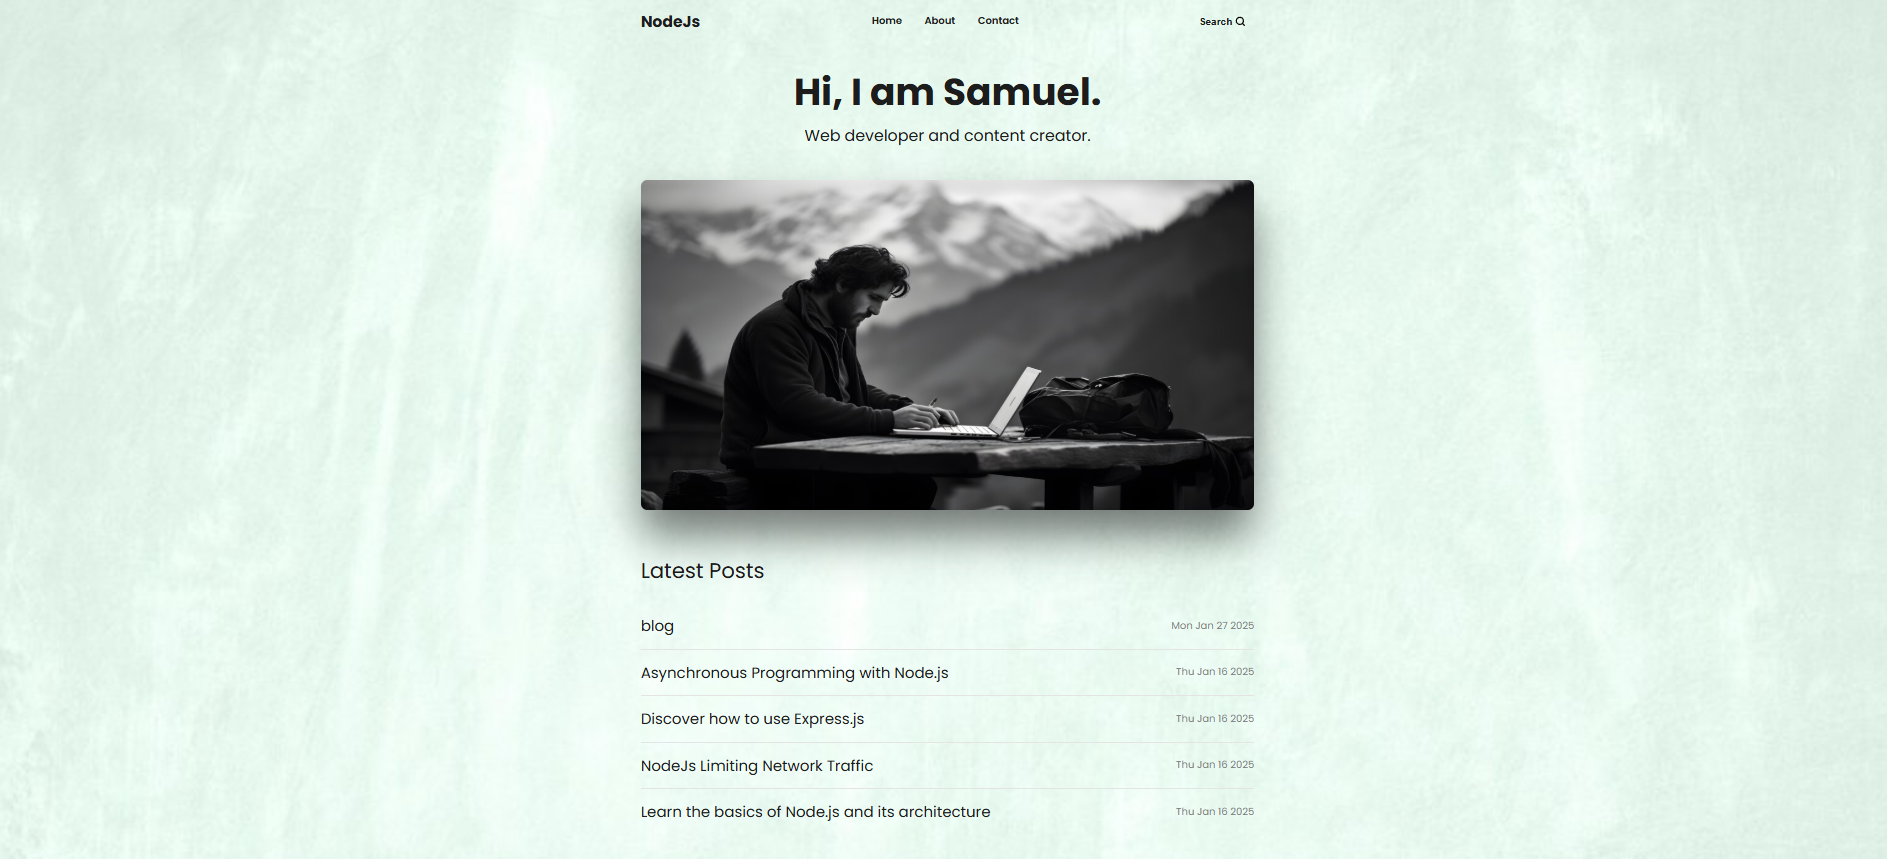 NodeJs Home About Contact Search
Hi, I am Samuel.
Web developer and content creator.
Latest Posts
blog Mon Jan 27 2025
Asynchronous Programming with Node.js Thu Jan 16 2025
Discover how to use Express.js Thu Jan 16 2025
NodeJs Limiting Network Traffic Thu Jan 16 2025
Learn the basics of Node.js and its architecture Thu Jan 16 2025